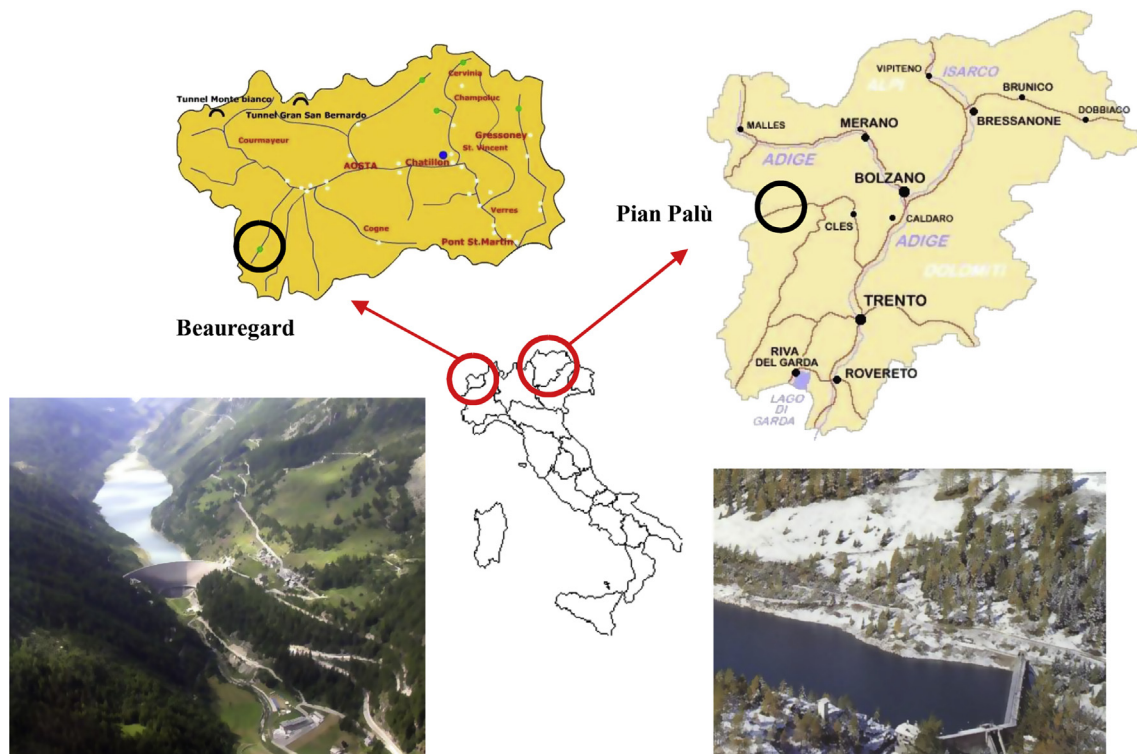 Cervinia
Tunnel Monte bianco
Champoluc
Tunnel Gran San Bernardo
Gressoney
Courmayeur
St. Vincent
AOSTA
Chatillon
Verres
Cogne
Pont St.Martin
Beauregard
Pian Palù
VIPITENO
ISARCO
ALPI
BRUNICO
DOBBIACO
MALLES
MERANO
BRESSANONE
ADIGE
BOLZANO
CLES
CALDARO
ADIGE
DOLOMITI
TRENTO
RIVA
DEL GARDA
ROVERETO
LAGO
DI
GARDA